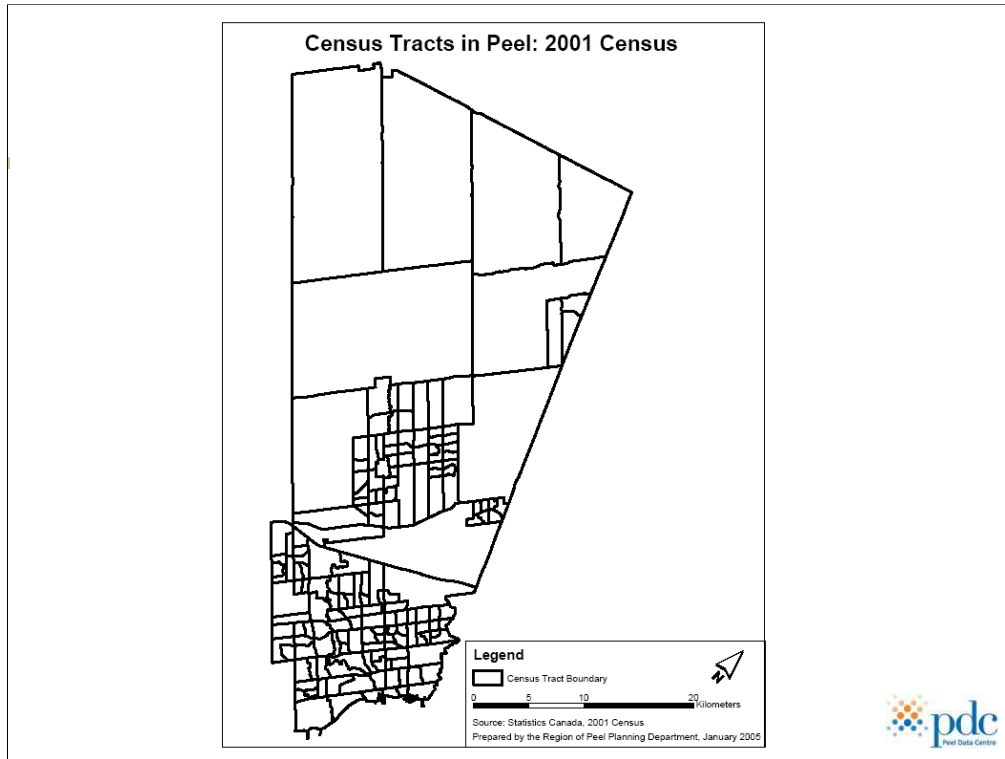 Census Tracts in Peel: 2001 Census
Legend
Census Tract Boundary
N
0 5 10 20
Kilometers
Source: Statistics Canada, 2001 Census
Prepared by the Region of Peel Planning Department, January 2005
pdc
Peel Data Centre